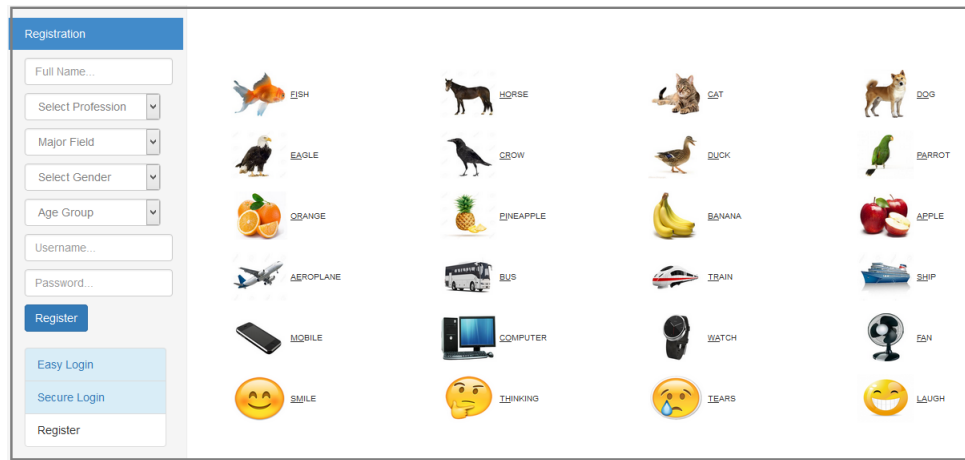 Registration
Full Name...
Select Profession
Major Field
Select Gender
Age Group
Username...
Password...
Register
Easy Login
Secure Login
Register
FISH HORSE CAT DOG
EAGLE CROW DUCK PARROT
ORANGE PINEAPPLE BANANA APPLE
AEROPLANE BUS TRAIN SHIP
MOBILE COMPUTER WATCH FAN
SMILE THINKING TEARS LAUGH